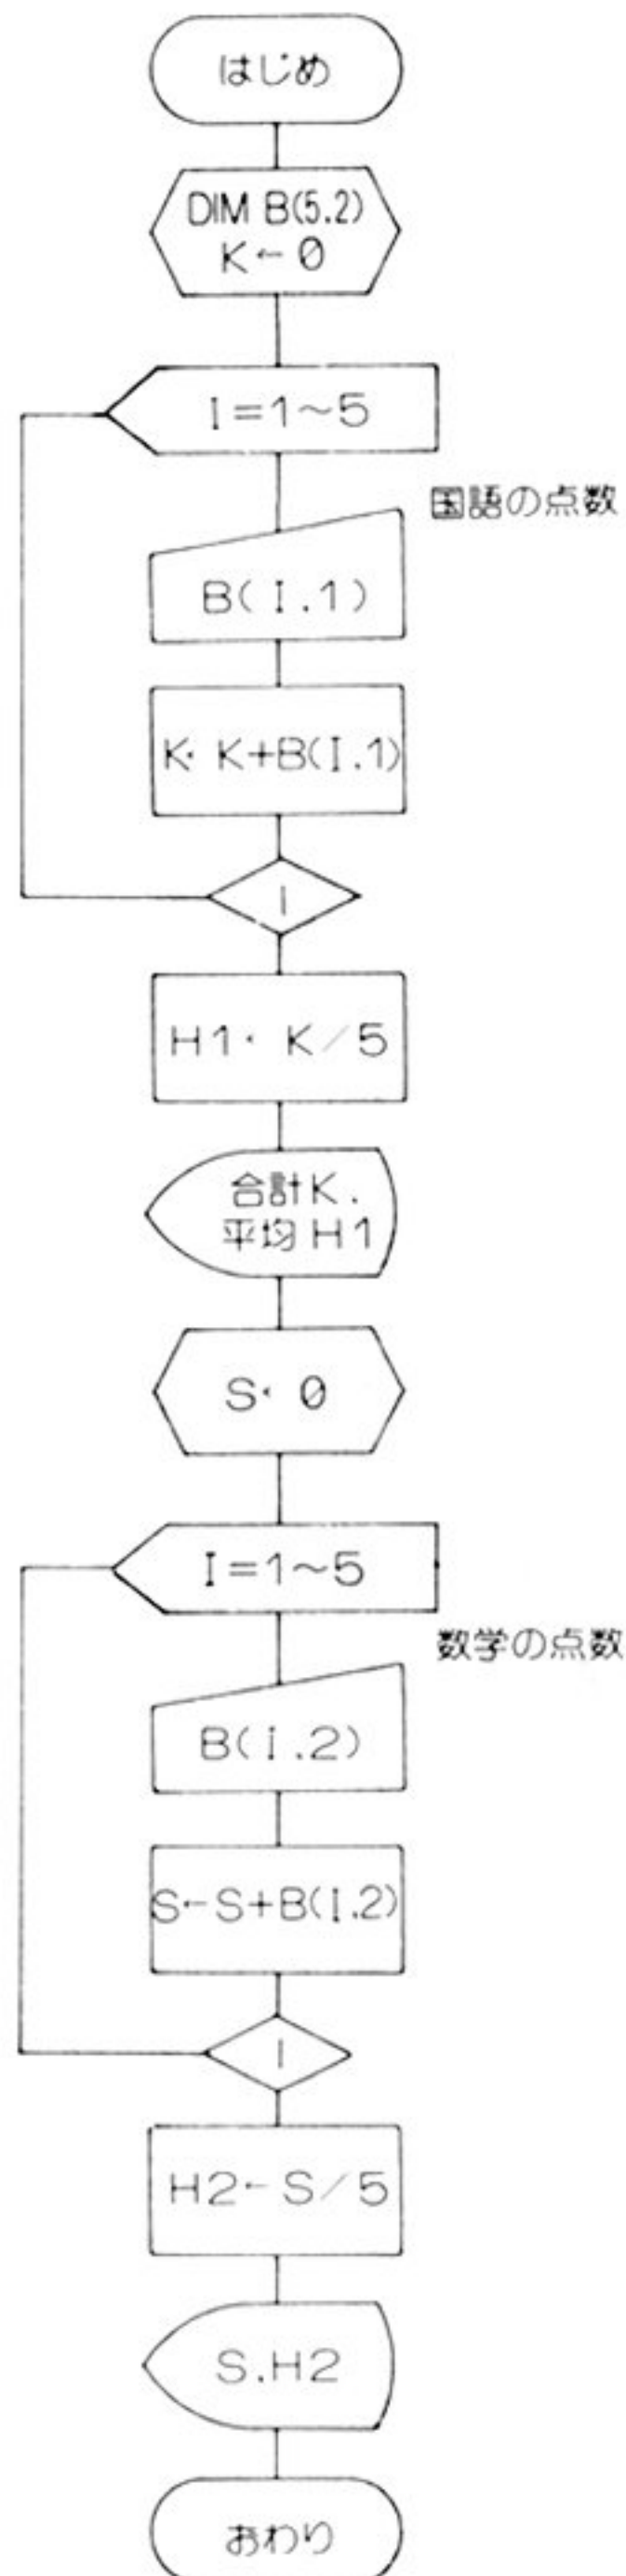 はじめ
DIM B(5.2)
K←0
I=1~5
国語の点数
B(I.1)
K← K+B(I.1)
I
H1← K/5
合計K.
平均H1
S← 0
I=1~5
数学の点数
B(I.2)
S←S+B(I.2)
I
H2←S/5
S.H2
おわり